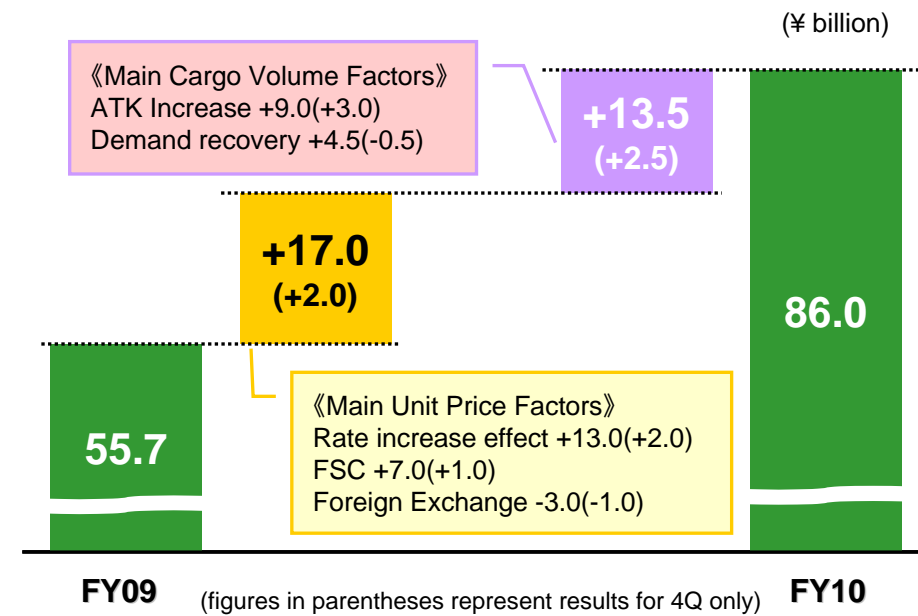 (¥ billion)
《Main Cargo Volume Factors》
ATK Increase +9.0(+3.0)
Demand recovery +4.5(-0.5)
+13.5
(+2.5)
+17.0
(+2.0)
86.0
55.7
《Main Unit Price Factors》
Rate increase effect +13.0(+2.0)
FSC +7.0(+1.0)
Foreign Exchange -3.0(-1.0)
FY09 (figures in parentheses represent results for 4Q only) FY10